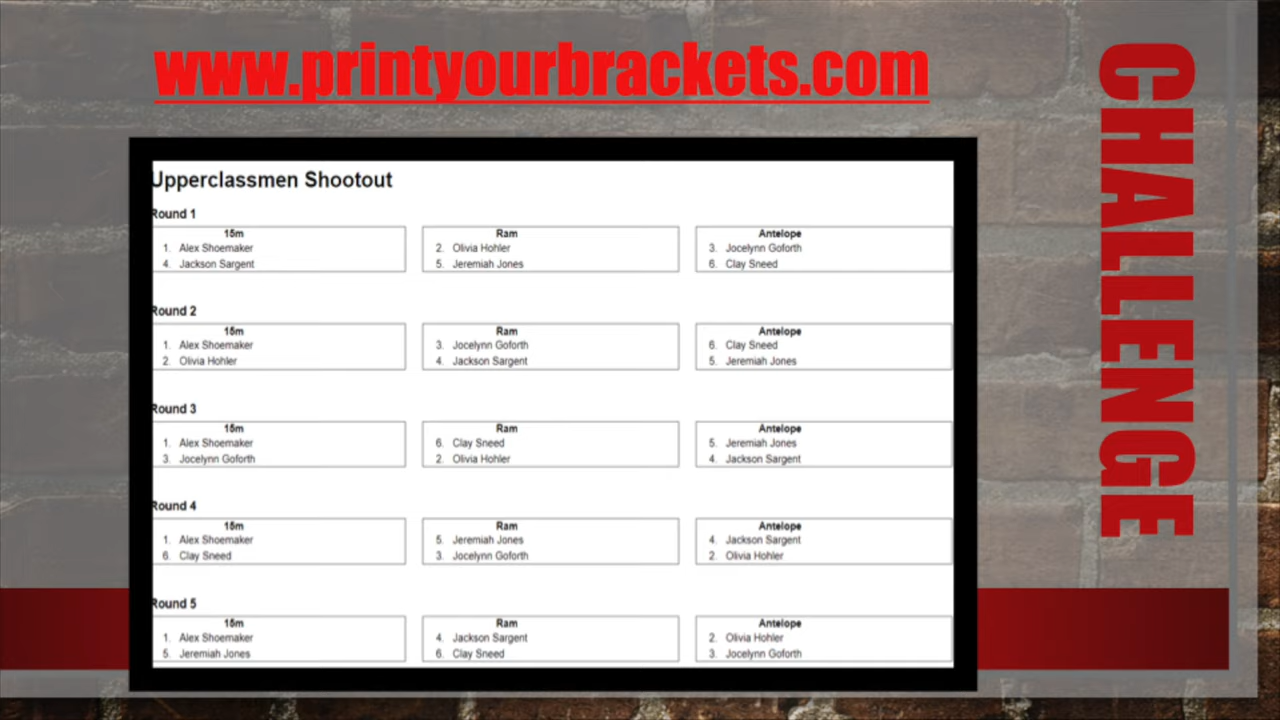 www.printyourbrackets.com
CHALLENGE
Upperclassmen Shootout
Round 1
15m
1. Alex Shoemaker
4. Jackson Sargent
Ram
2. Olivia Hohler
5. Jeremiah Jones
Antelope
3. Jocelynn Goforth
6. Clay Sneed
Round 2
15m
1. Alex Shoemaker
2. Olivia Hohler
Ram
3. Jocelynn Goforth
4. Jackson Sargent
Antelope
6. Clay Sneed
5. Jeremiah Jones
Round 3
15m
1. Alex Shoemaker
3. Jocelynn Goforth
Ram
6. Clay Sneed
2. Olivia Hohler
Antelope
5. Jeremiah Jones
4. Jackson Sargent
Round 4
15m
1. Alex Shoemaker
6. Clay Sneed
Ram
5. Jeremiah Jones
3. Jocelynn Goforth
Antelope
4. Jackson Sargent
2. Olivia Hohler
Round 5
15m
1. Alex Shoemaker
5. Jeremiah Jones
Ram
4. Jackson Sargent
6. Clay Sneed
Antelope
2. Olivia Hohler
3. Jocelynn Goforth